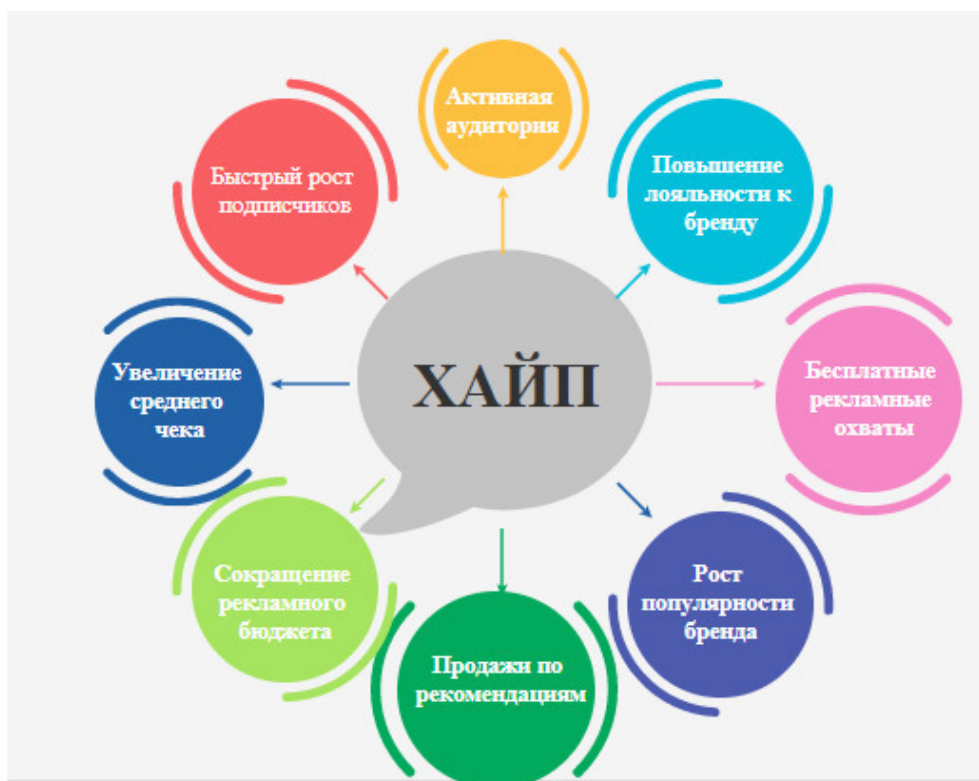 Активная
аудитория
Повышение
лояльности к
бренду
Бесплатные
рекламные
охваты
Рост
популярности
бренда
Продажи по
рекомендациям
Сокращение
рекламного
бюджета
Увеличение
среднего
чека
Быстрый рост
подписчиков
ХАЙП